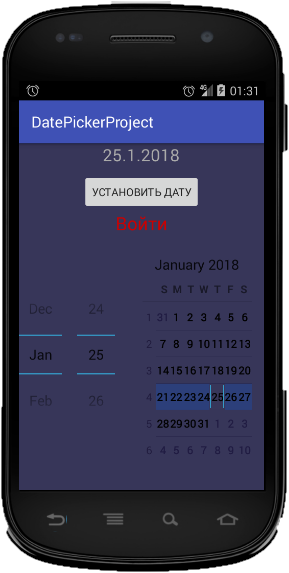 4G 01:31
DatePickerProject
25.1.2018
УСТАНОВИТЬ ДАТУ
Пойти
January 2018
S M T W T F S
1 31 1 2 3 4 5 6
Dec 24
2 7 8 9 10 11 12 13
Jan 25
3 14 15 16 17 18 19 20
4 21 22 23 24 25 26 27
Feb 26
5 28 29 30 31 1 2 3
6 4 5 6 7 8 9 10